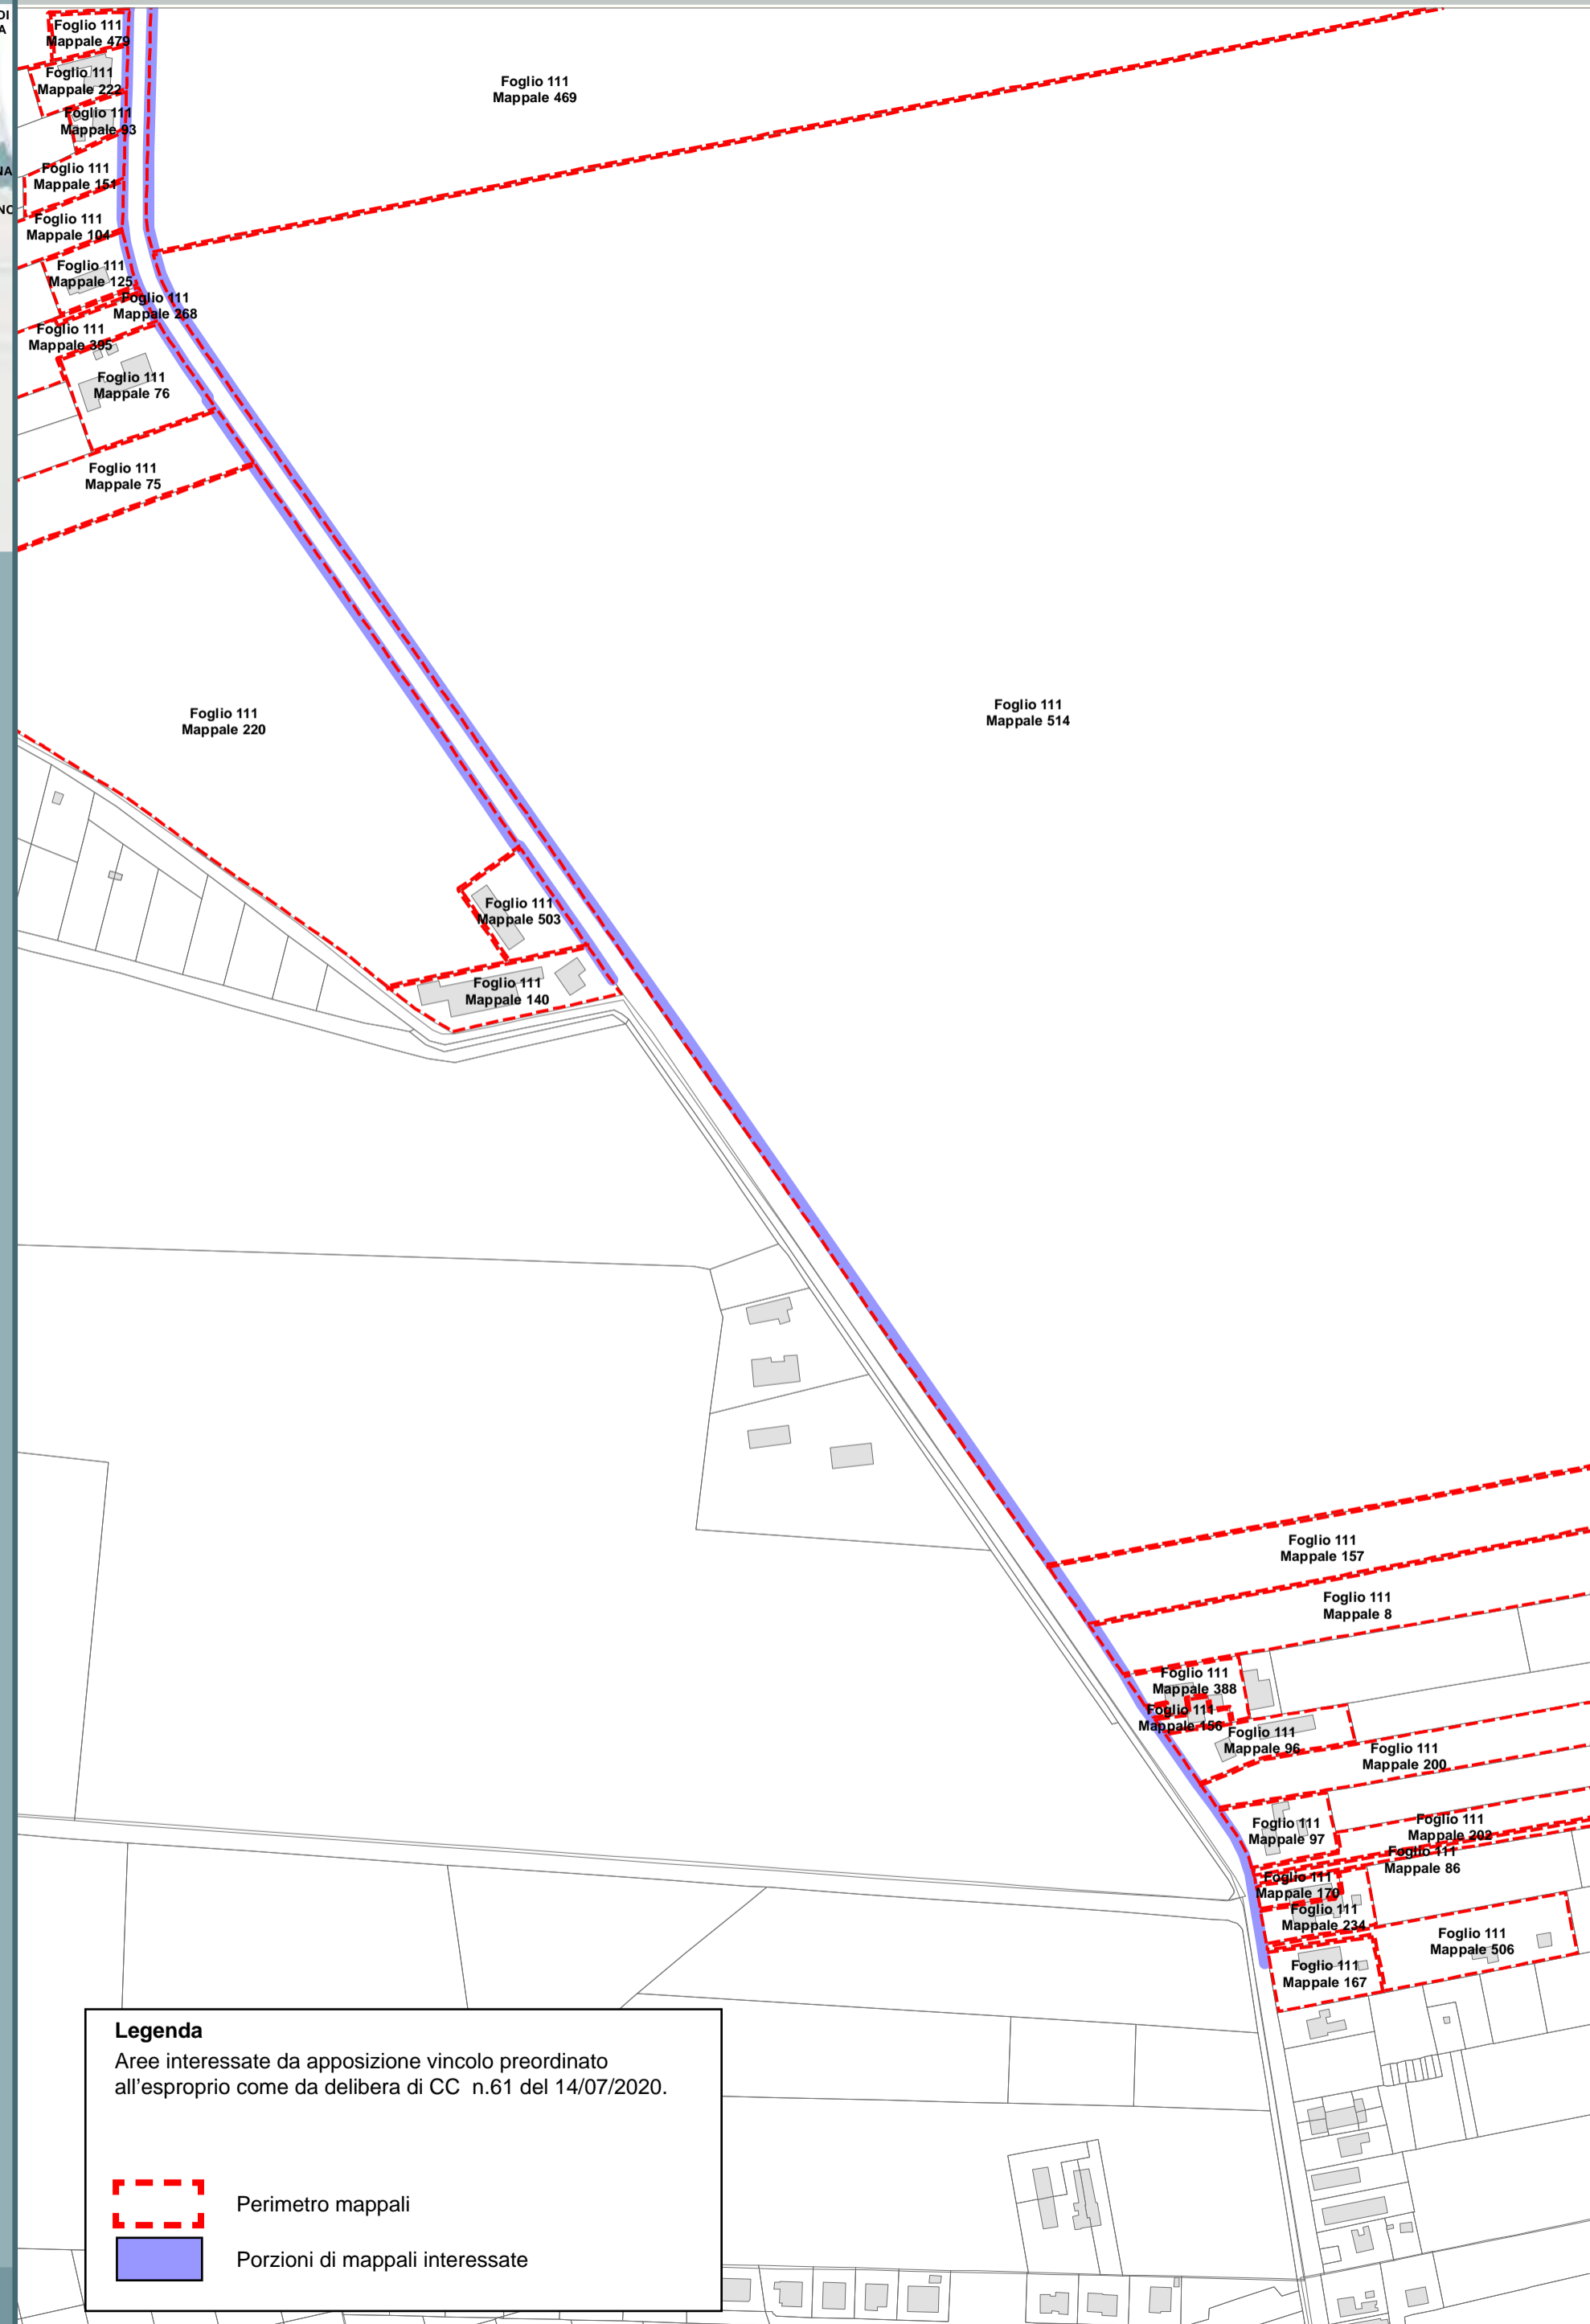 DI
A
NA
NO
Foglio 111
Mappale 479
Foglio 111
Mappale 222
Foglio 111
Mappale 93
Foglio 111
Mappale 151
Foglio 111
Mappale 104
Foglio 111
Mappale 125
Foglio 111
Mappale 268
Foglio 111
Mappale 395
Foglio 111
Mappale 76
Foglio 111
Mappale 75
Foglio 111
Mappale 469
Foglio 111
Mappale 220
Foglio 111
Mappale 514
Foglio 111
Mappale 503
Foglio 111
Mappale 140
Foglio 111
Mappale 157
Foglio 111
Mappale 8
Foglio 111
Mappale 388
Foglio 111
Mappale 156
Foglio 111
Mappale 96
Foglio 111
Mappale 200
Foglio 111
Mappale 97
Foglio 111
Mappale 202
Foglio 111
Mappale 86
Foglio 111
Mappale 170
Foglio 111
Mappale 234
Foglio 111
Mappale 506
Foglio 111
Mappale 167
Legenda
Aree interessate da apposizione vincolo preordinato
all'esproprio come da delibera di CC n.61 del 14/07/2020.
Perimetro mappali
Porzioni di mappali interessate